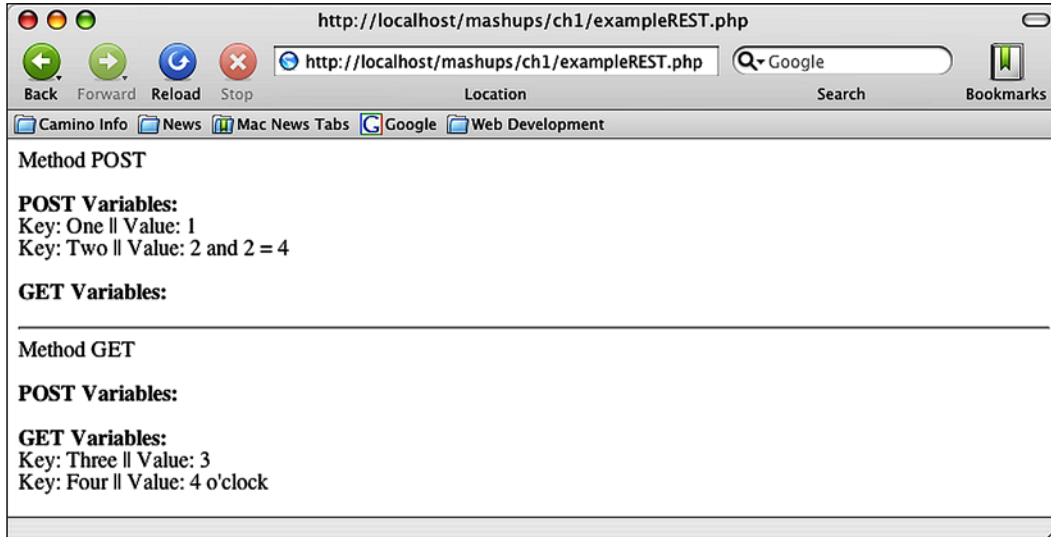 http://localhost/mashups/ch1/exampleREST.php
http://localhost/mashups/ch1/exampleREST.php
Google
Back Forward Reload Stop Location Search Bookmarks
Camino Info News Mac News Tabs G Google Web Development
Method POST
POST Variables:
Key: One || Value: 1
Key: Two || Value: 2 and 2 = 4
GET Variables:
Method GET
POST Variables:
GET Variables:
Key: Three || Value: 3
Key: Four || Value: 4 o'clock